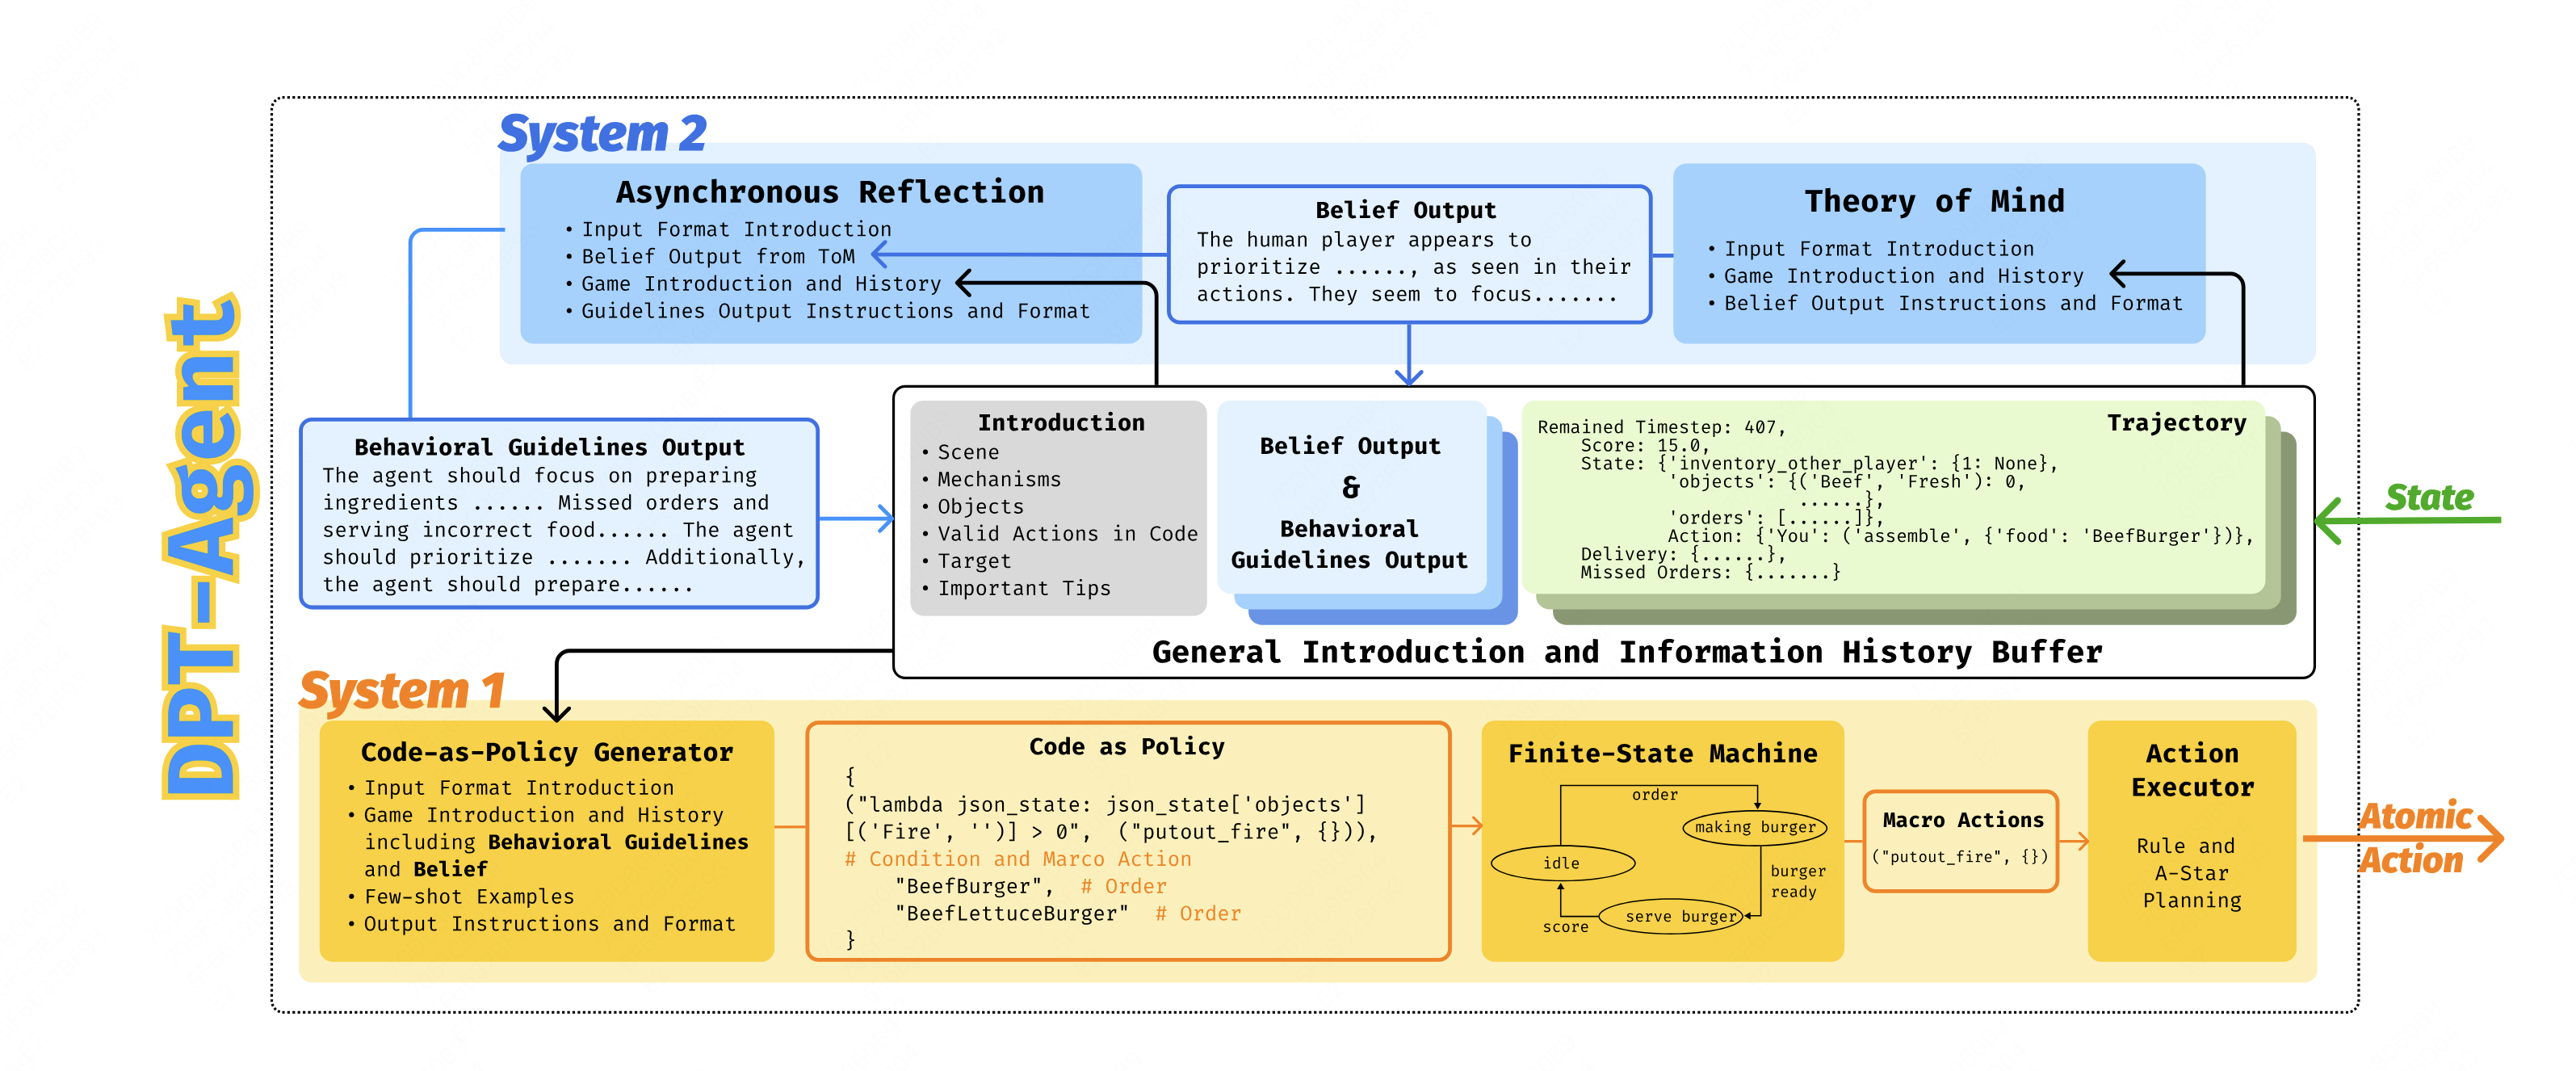 DPT-Agent
System 2
Asynchronous Reflection
• Input Format Introduction
• Belief Output from ToM
• Game Introduction and History
• Guidelines Output Instructions and Format
Belief Output
The human player appears to
prioritize ......, as seen in their
actions. They seem to focus.......
Theory of Mind
• Input Format Introduction
• Game Introduction and History
• Belief Output Instructions and Format
Behavioral Guidelines Output
The agent should focus on preparing
ingredients ...... Missed orders and
serving incorrect food...... The agent
should prioritize ....... Additionally,
the agent should prepare......
Introduction
• Scene
• Mechanisms
• Objects
• Valid Actions in Code
• Target
• Important Tips
Belief Output
&
Behavioral
Guidelines Output
Trajectory
Remained Timestep: 407,
Score: 15.0,
State: {'inventory_other_player': {1: None},
'objects': {('Beef', 'Fresh'): 0,
......},
'orders': [......]},
Action: {'You': ('assemble', {'food': 'BeefBurger'})},
Delivery: {......},
Missed Orders: {.......}
General Introduction and Information History Buffer
State
System 1
Code-as-Policy Generator
• Input Format Introduction
• Game Introduction and History
including Behavioral Guidelines
and Belief
• Few-shot Examples
• Output Instructions and Format
Code as Policy
{
("lambda json_state: json_state['objects']
[('Fire', '')] > 0", ("putout_fire", {})),
# Condition and Marco Action
"BeefBurger", # Order
"BeefLettuceBurger" # Order
}
Finite-State Machine
order
making burger
idle
burger
ready
serve burger
score
Macro Actions
("putout_fire", {})
Action
Executor
Rule and
A-Star
Planning
Atomic
Action